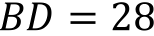 BD = 28